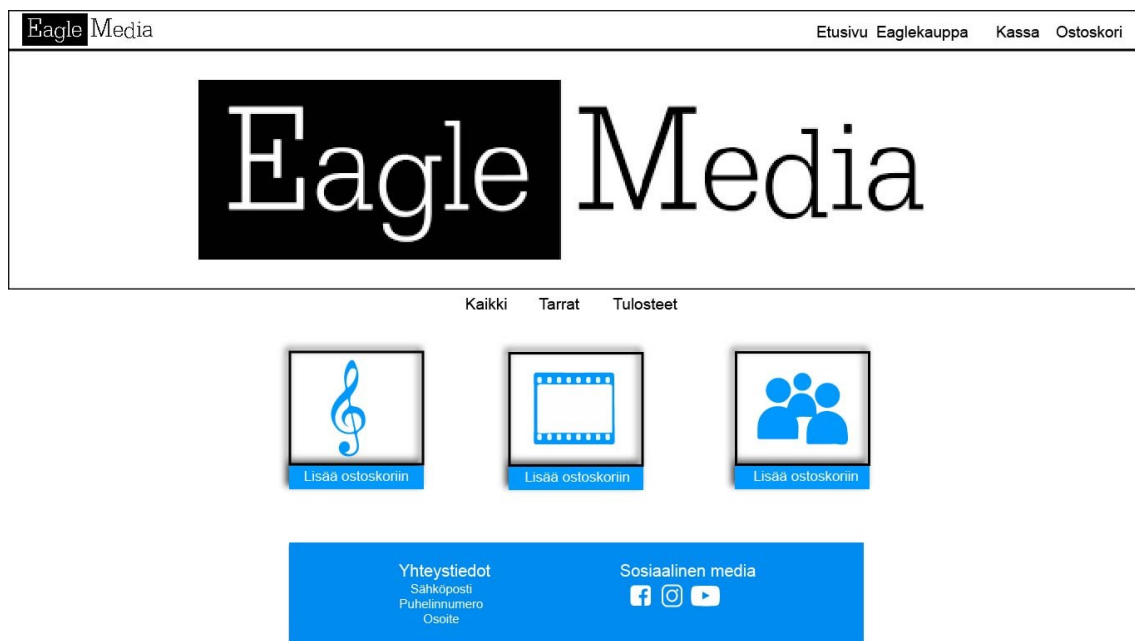 Eagle Media
Etusivu Eaglekauppa Kassa Ostoskori
Eagle Media
Kaikki Tarrat Tulosteet
Lisää ostoskoriin
Lisää ostoskoriin
Lisää ostoskoriin
Yhteystiedot
Sähköposti
Puhelinnumero
Osoite
Sosiaalinen media